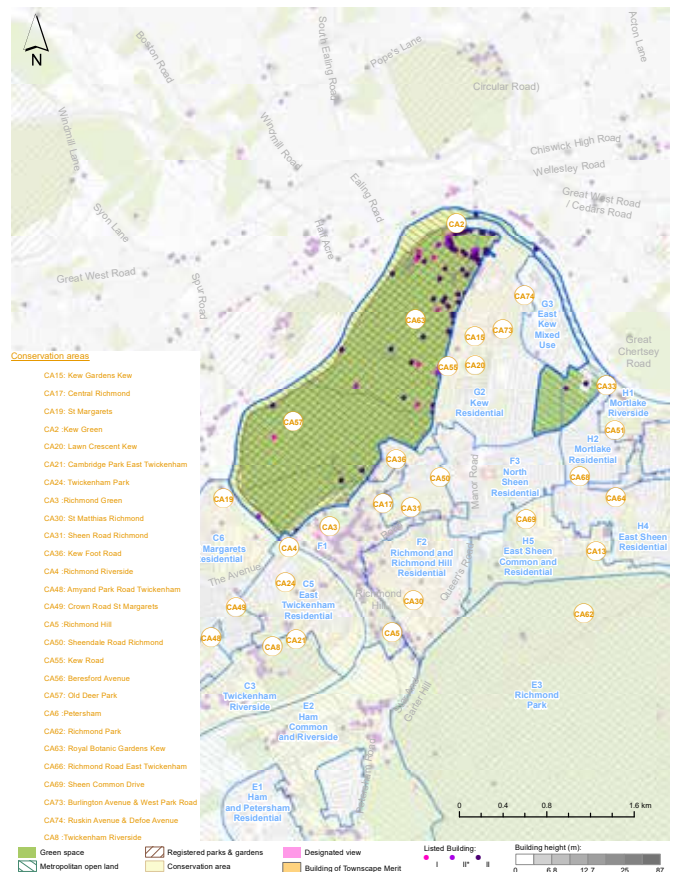 N
Boston Road
South Ealing Road
Pope's Lane
Acton Lane
Circular Road)
Windmill Lane
Windmill Road
Chiswick High Road
Wellesley Road
Ealing Road
Great West Road
/ Cedars Road
Syon Lane
Half Acre
CA2
Great West Road
Spur Road
CA74
G3
East
Kew
Mixed
Use
CA63
CA73
CA15
Great
Chertsey
Road
CA55
CA20
CA33
H1
Mortlake
Riverside
G2
Kew
Residential
CA57
CA51
H2
Mortlake
Residential
CA36
F3
North
Sheen
Residential
Manor Road
CA50
CA68
CA19
CA17
CA31
CA64
CA3
CA69
H4
East Sheen
Residential
C6
Margarets
esidential
CA4
F1
F2
Richmond and
Richmond Hill
Residential
H5
East Sheen
Common and
Residential
CA13
The Avenue
CA24
C5
East
Twickenham
Residential
Queen's Road
Richmond
Hill
CA49
CA30
CA62
CA48
CA8
CA21
CA5
C3
Twickenham
Riverside
E2
Ham
Common
and Riverside
E3
Richmond
Park
E1
Ham
and Petersham
Residential
Conservation areas
CA15: Kew Gardens Kew
CA17: Central Richmond
CA19: St Margarets
CA2 :Kew Green
CA20: Lawn Crescent Kew
CA21: Cambridge Park East Twickenham
CA24: Twickenham Park
CA3 :Richmond Green
CA30: St Matthias Richmond
CA31: Sheen Road Richmond
CA36: Kew Foot Road
CA4 :Richmond Riverside
CA48: Amyand Park Road Twickenham
CA49: Crown Road St Margarets
CA5 :Richmond Hill
CA50: Sheendale Road Richmond
CA55: Kew Road
CA56: Beresford Avenue
CA57: Old Deer Park
CA6 :Petersham
CA62: Richmond Park
CA63: Royal Botanic Gardens Kew
CA66: Richmond Road East Twickenham
CA69: Sheen Common Drive
CA73: Burlington Avenue & West Park Road
CA74: Ruskin Avenue & Defoe Avenue
CA8 :Twickenham Riverside
0 0.4 0.8 1.6 km
Green space
Metropolitan open land
Registered parks & gardens
Conservation area
Designated view
Building of Townscape Merit
Listed Building:
I II* II
Building height (m):
0 6.8 12.7 25 87